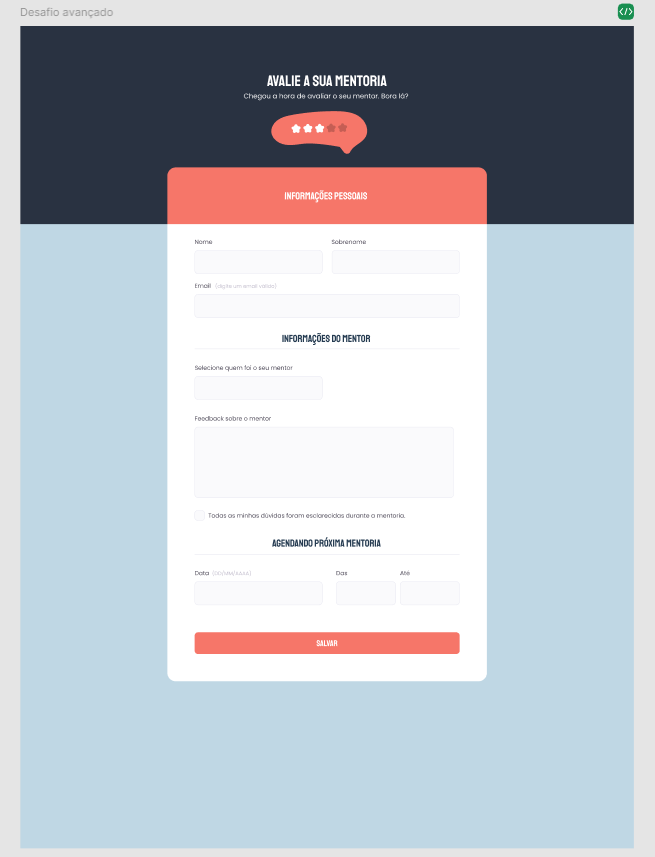 Desafio avançado
</>
AVALIE A SUA MENTORIA
Chegou a hora de avaliar o seu mentor. Bora lá?
INFORMAÇÕES PESSOAIS
Nome
Sobrenome
Email (digite um email válido)
INFORMAÇÕES DO MENTOR
Selecione quem foi o seu mentor
Feedback sobre o mentor
Todas as minhas dúvidas foram esclarecidas durante a mentoria.
AGENDANDO PRÓXIMA MENTORIA
Data (DD/MM/AAAA)
Das
Até
SALVAR